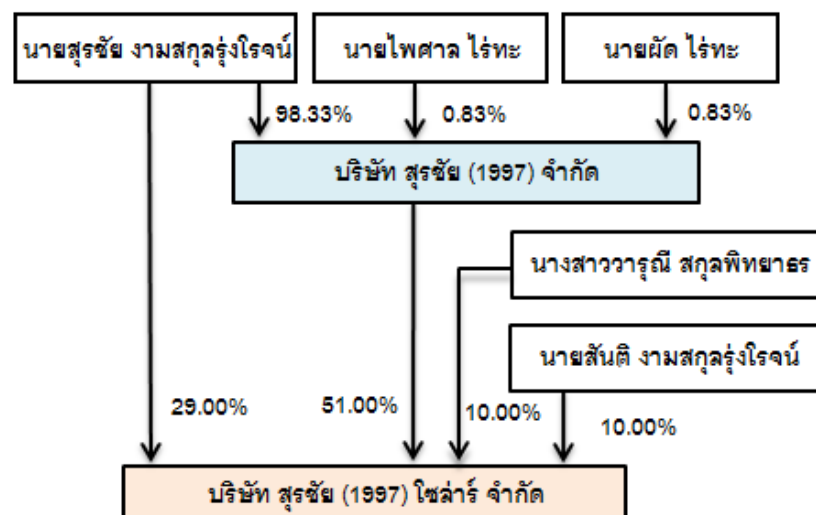 นายสุรชัย งามสกุลรุ่งโรจน์
นายไพศาล ไร่ทะ
นายผัด ไร่ทะ
98.33%
0.83%
0.83%
บริษัท สุรชัย (1997) จำกัด
นางสาววารุณี สกุลพิทยาธร
นายสันติ งามสกุลรุ่งโรจน์
29.00%
51.00%
10.00%
10.00%
บริษัท สุรชัย (1997) โซล่าร์ จำกัด